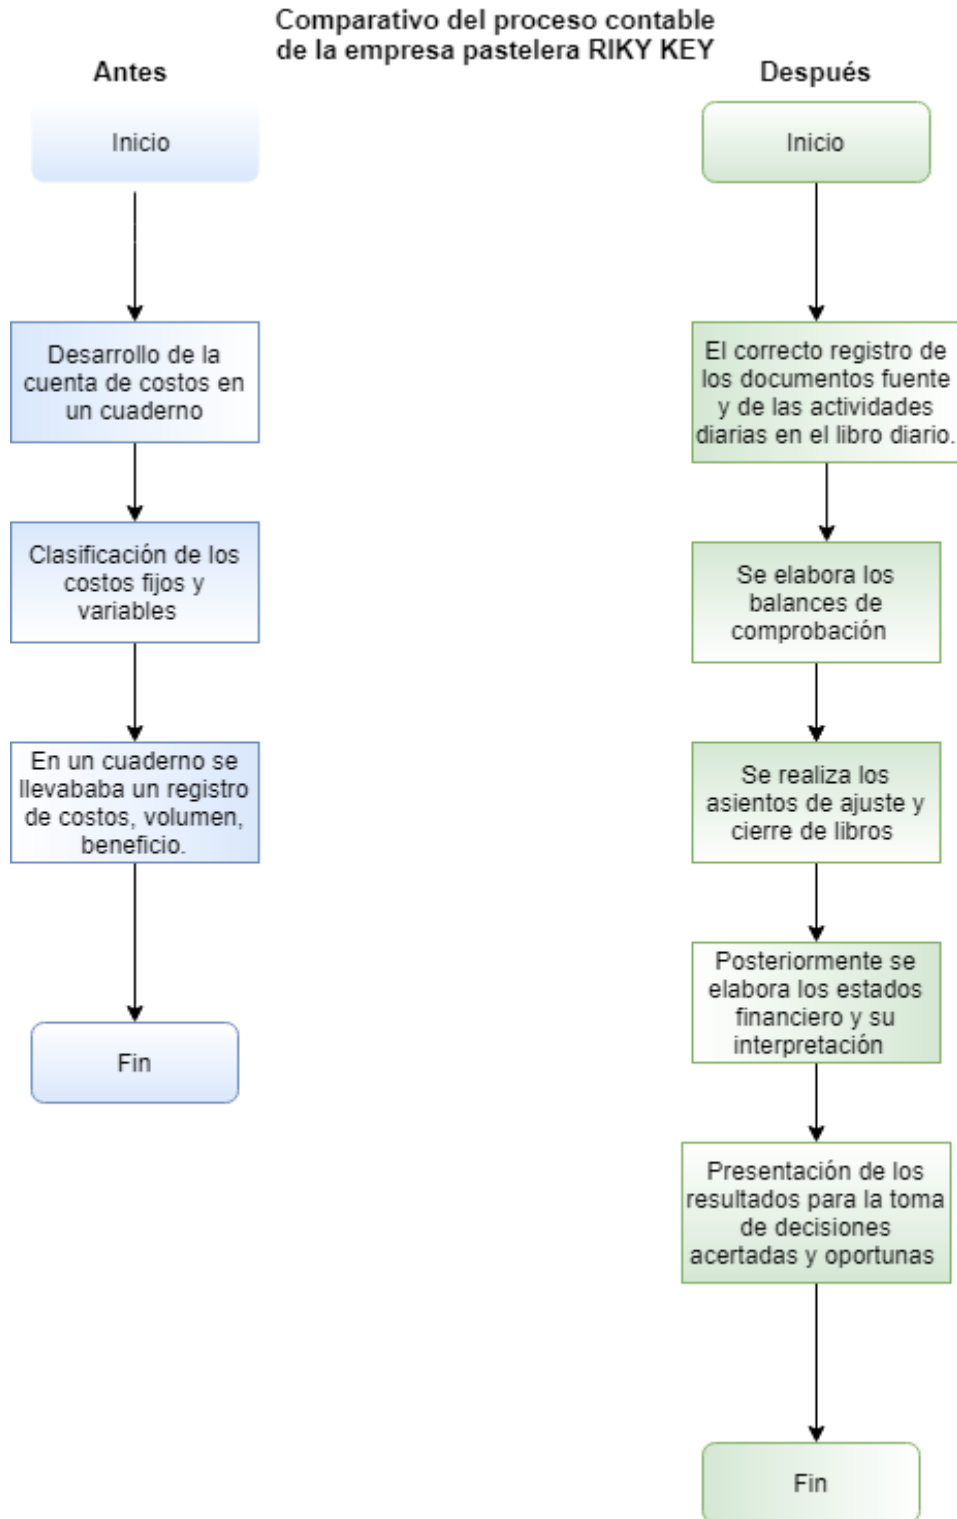 Comparativo del proceso contable
de la empresa pastelera RIKY KEY
Antes
Inicio
Desarrollo de la
cuenta de costos en
un cuaderno
Clasificación de los
costos fijos y
variables
En un cuaderno se
llevababa un registro
de costos, volumen,
beneficio.
Fin
Después
Inicio
El correcto registro de
los documentos fuente
y de las actividades
diarias en el libro diario.
Se elabora los
balances de
comprobación
Se realiza los
asientos de ajuste y
cierre de libros
Posteriormente se
elabora los estados
financiero y su
interpretación
Presentación de los
resultados para la toma
de decisiones
acertadas y oportunas
Fin